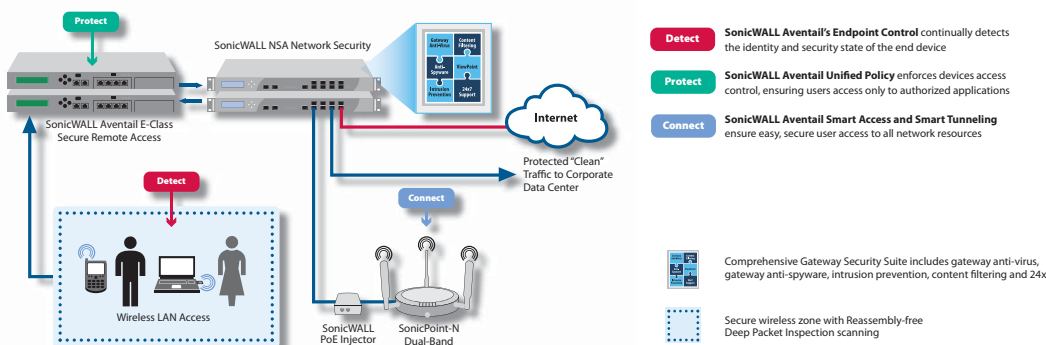 Protect
SonicWALL NSA Network Security
Gateway
Anti-Virus
Content
Filtering
Anti-
Spyware
ViewPoint
Intrusion
Prevention
24x7
Support
SonicWALL Aventail E-Class
Secure Remote Access
Internet
Protected "Clean"
Traffic to Corporate
Data Center
Detect
Connect
Wireless LAN Access
SonicWALL
PoE Injector
SonicPoint-N
Dual-Band
Detect
SonicWALL Aventail's Endpoint Control continually detects
the identity and security state of the end device
Protect
SonicWALL Aventail Unified Policy enforces devices access
control, ensuring users access only to authorized applications
Connect
SonicWALL Aventail Smart Access and Smart Tunneling
ensure easy, secure user access to all network resources
Comprehensive Gateway Security Suite includes gateway anti-virus,
gateway anti-spyware, intrusion prevention, content filtering and 24x
Secure wireless zone with Reassembly-free
Deep Packet Inspection scanning